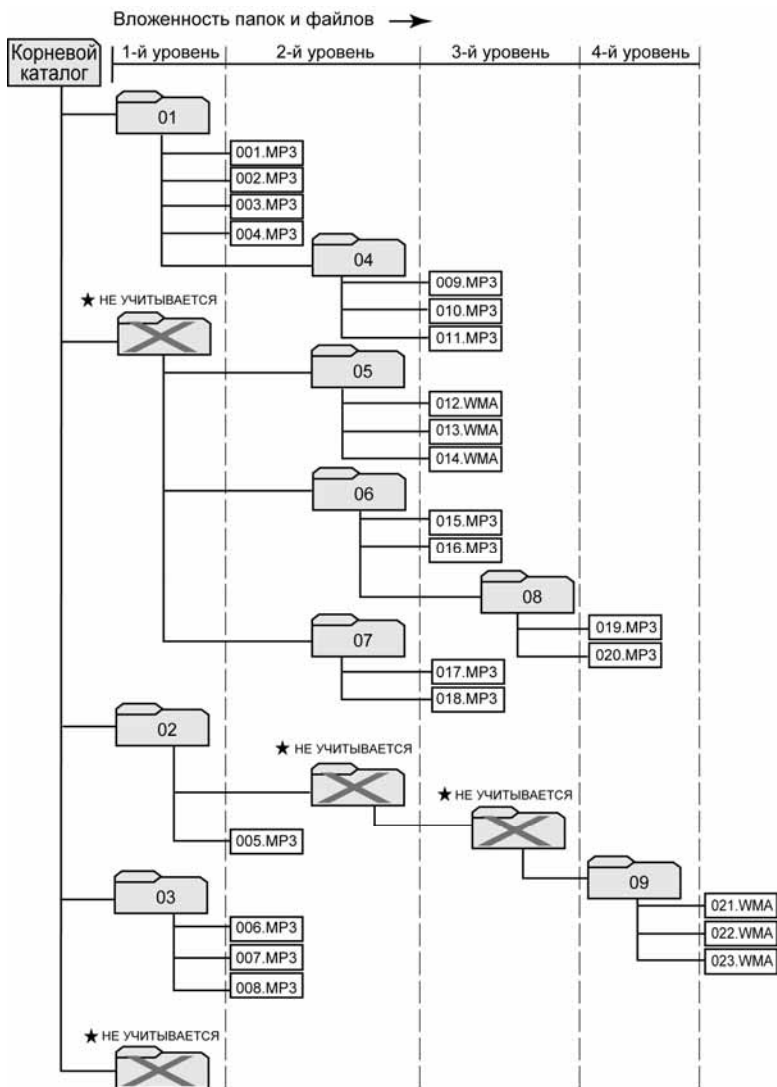 Вложенность папок и файлов
Корневой
каталог
1-й уровень
2-й уровень
3-й уровень
4-й уровень
01
001.MP3
002.MP3
003.MP3
004.MP3
04
009.MP3
010.MP3
011.MP3
★ НЕ УЧИТЫВАЕТСЯ
05
012.WMA
013.WMA
014.WMA
06
015.MP3
016.MP3
08
019.MP3
020.MP3
07
017.MP3
018.MP3
02
★ НЕ УЧИТЫВАЕТСЯ
★ НЕ УЧИТЫВАЕТСЯ
005.MP3
09
021.WMA
022.WMA
023.WMA
03
006.MP3
007.MP3
008.MP3
★ НЕ УЧИТЫВАЕТСЯ